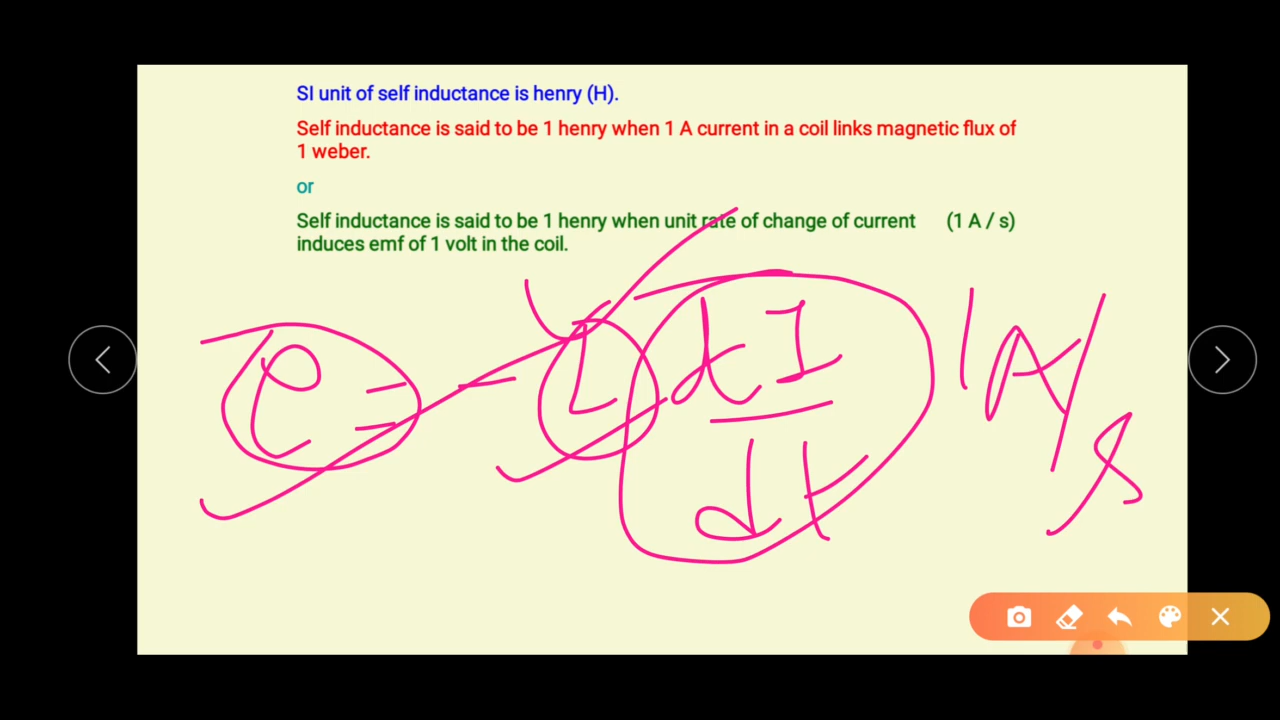 SI unit of self inductance is henry (H).
Self inductance is said to be 1 henry when 1 A current in a coil links magnetic flux of
1 weber.
or
Self inductance is said to be 1 henry when unit rate of change of current (1 A / s)
induces emf of 1 volt in the coil.
e = - L dI/dt 1A/s